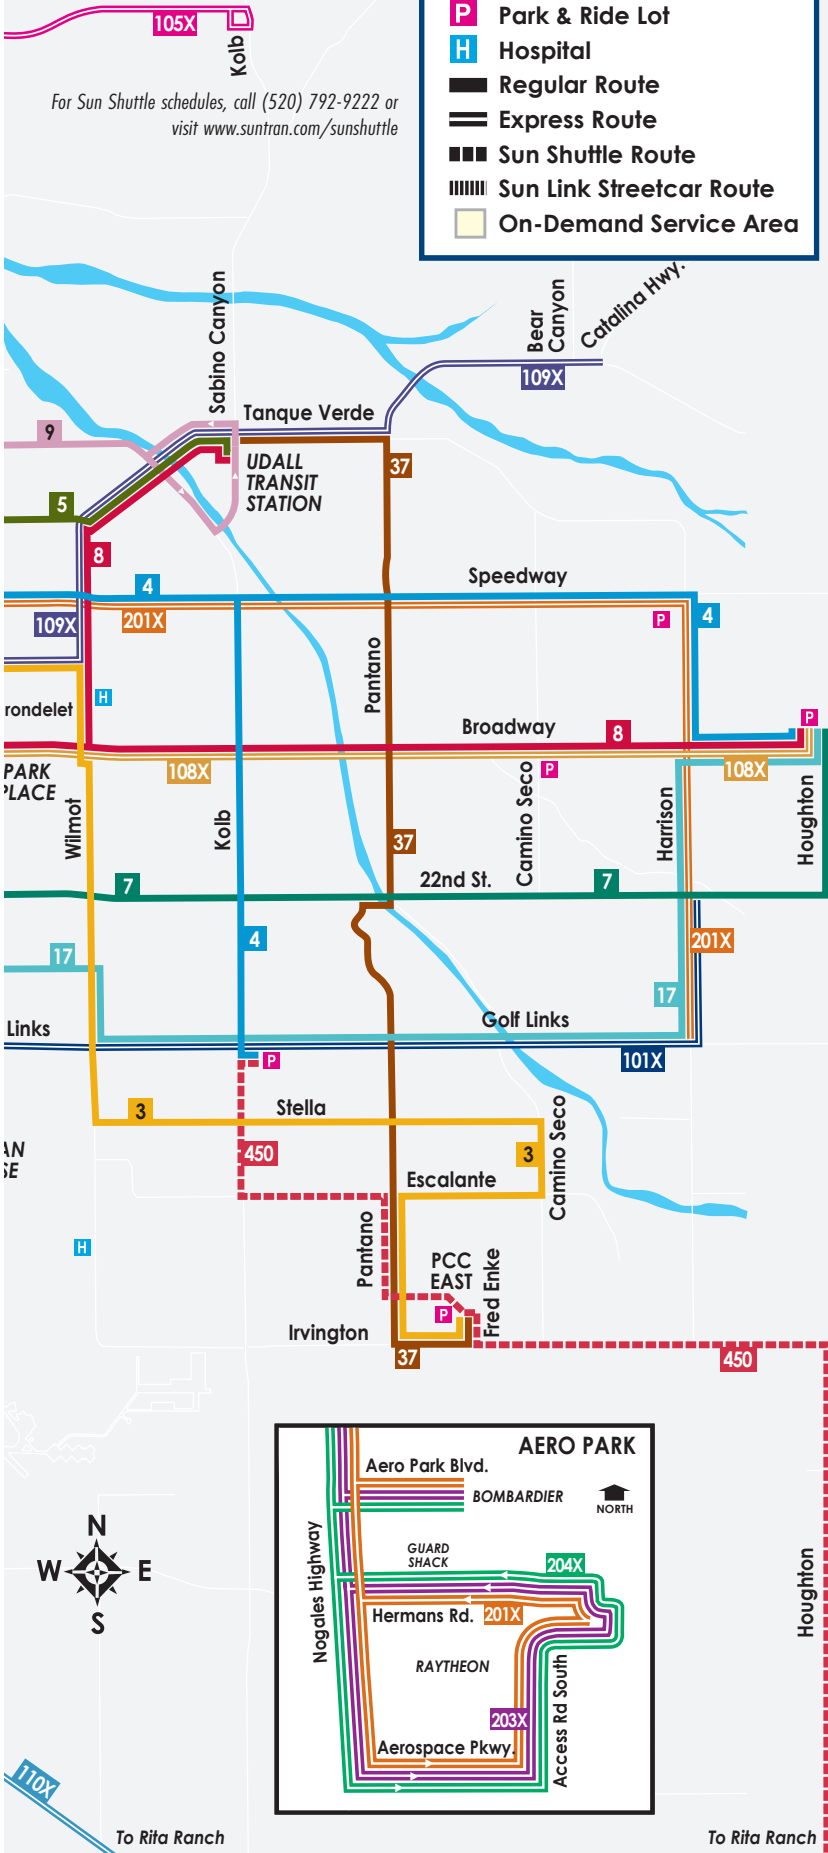 105X
Kolb
P Park & Ride Lot
H Hospital
Regular Route
Express Route
Sun Shuttle Route
Sun Link Streetcar Route
On-Demand Service Area
For Sun Shuttle schedules, call (520) 792-9222 or
visit www.suntran.com/sunshuttle
Sabino Canyon
Bear
Canyon
Catalina Hwy.
109X
Tanque Verde
9
37
UDALL
TRANSIT
STATION
5
8
Speedway
4
201X
109X
P
4
Pantano
H
rondelet
Broadway
8
P
PARK
PLACE
108X
P
108X
Wilmot
Kolb
Camino Seco
Harrison
Houghton
37
7
22nd St.
7
4
201X
17
17
Links
Golf Links
101X
P
3
Stella
AN
SE
450
3
Camino Seco
Escalante
H
Pantano
PCC
EAST
Fred Enke
P
Irvington
37
450
AERO PARK
Aero Park Blvd.
BOMBARDIER
NORTH
Nogales Highway
GUARD
SHACK
204X
Hermans Rd.
201X
RAYTHEON
203X
Access Rd South
Aerospace Pkwy.
N
W
E
S
Houghton
110X
To Rita Ranch
To Rita Ranch